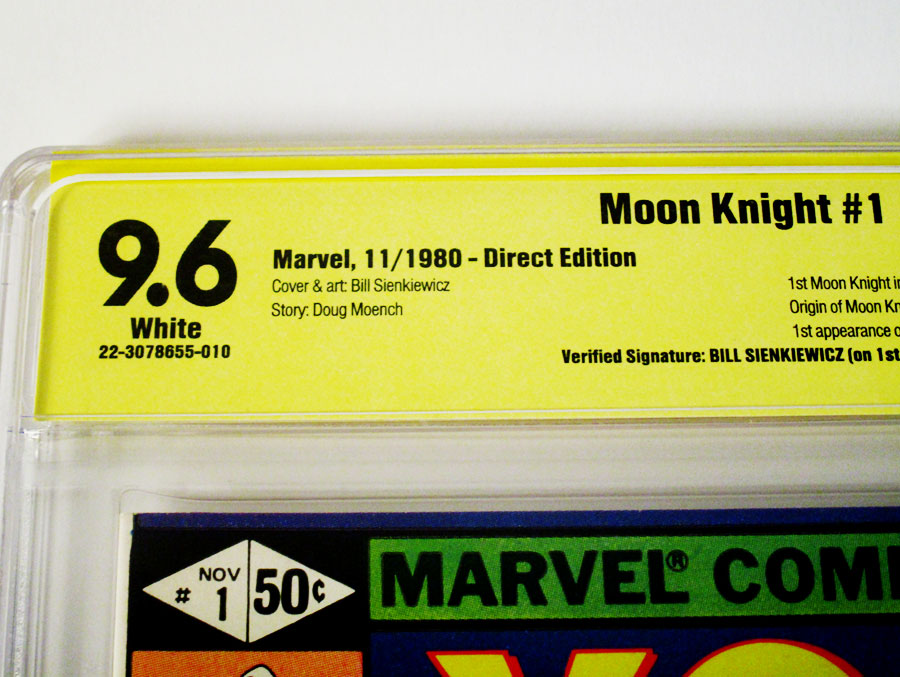 Moon Knight #1
9.6
White
22-3078655-010
Marvel, 11/1980 - Direct Edition
Cover & art: Bill Sienkiewicz
Story: Doug Moench
1st Moon Knight
Origin of Moon
1st appearance
Verified Signature: BILL SIENKIEWICZ (on 1st
NOV
# 1
50¢
MARVEL®